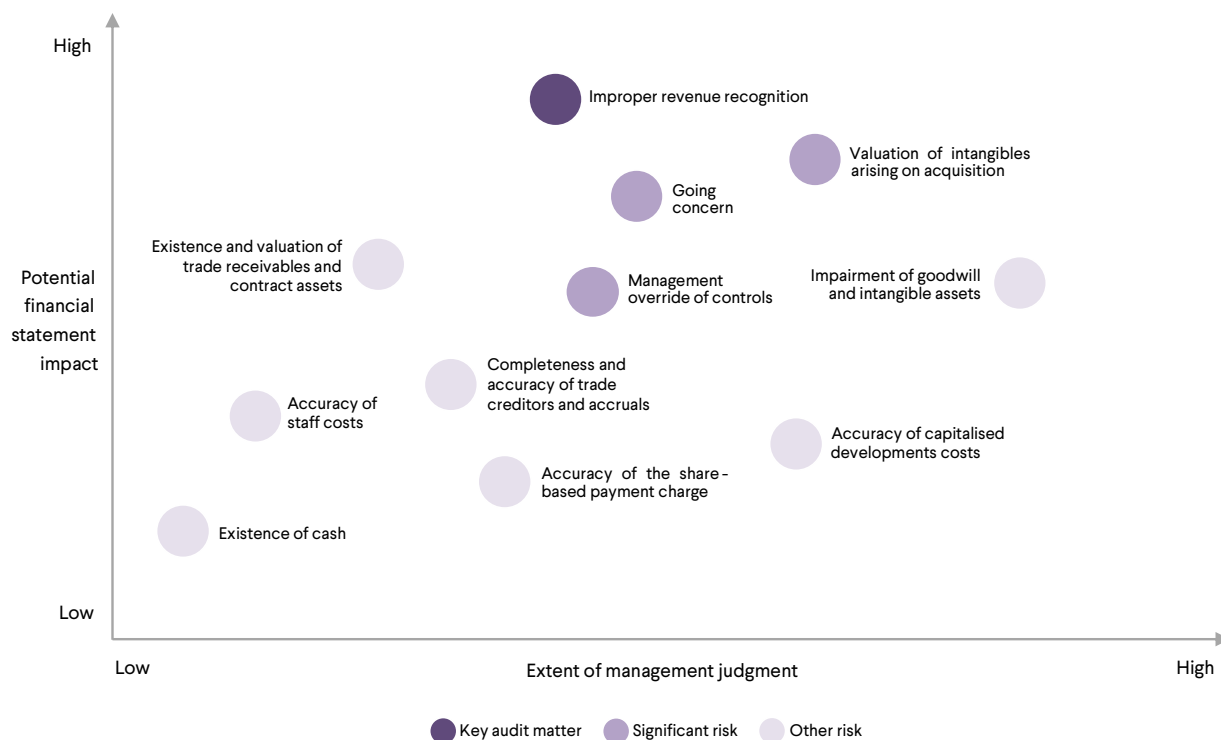 High
Improper revenue recognition
Valuation of intangibles
arising on acquisition
Going
concern
Existence and valuation of
trade receivables and
contract assets
Potential
financial
statement
impact
Management
override of controls
Impairment of goodwill
and intangible assets
Completeness and
accuracy of trade
creditors and accruals
Accuracy of
staff costs
Accuracy of capitalised
developments costs
Accuracy of the share-
based payment charge
Existence of cash
Low
Low
Extent of management judgment
High
Key audit matter
Significant risk
Other risk